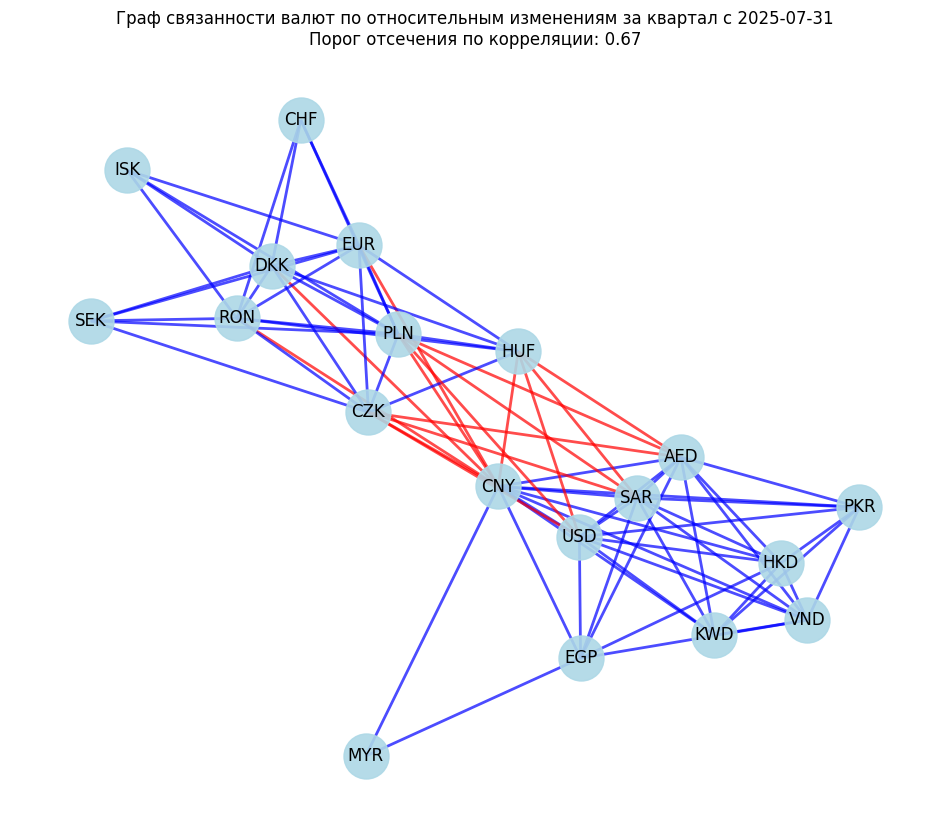 Граф связанности валют по относительным изменениям за квартал с 2025-07-31
Порог отсечения по корреляции: 0.67
CHF
ISK
EUR
DKK
RON
SEK
PLN
HUF
CZK
AED
CNY
SAR
PKR
USD
HKD
VND
KWD
EGP
MYR